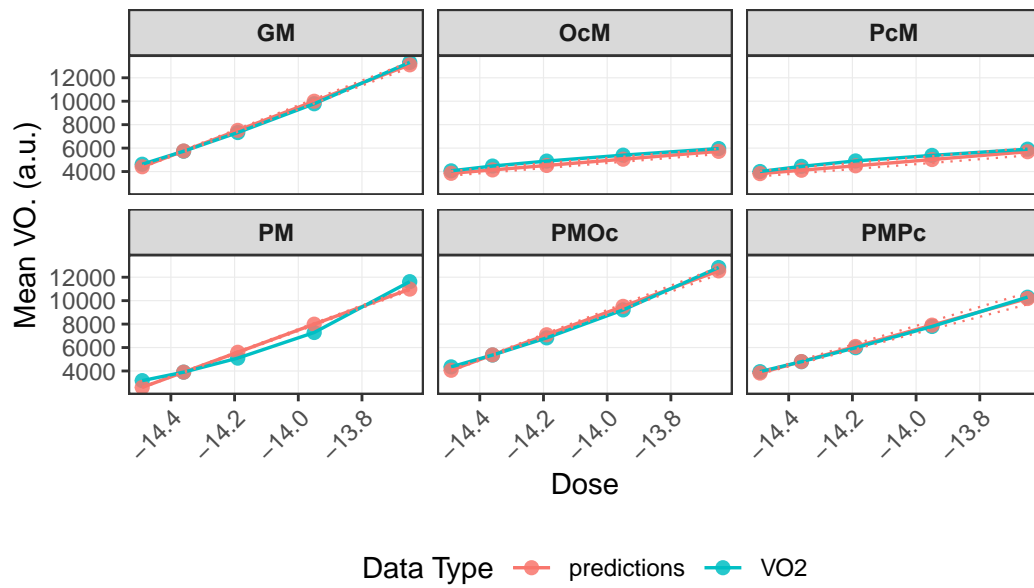 GM OcM PcM
12000
10000
8000
6000
4000
PM PMOc PMPc
12000
10000
8000
6000
4000
Mean VO. (a.u.)
−14.4 −14.2 −14.0 −13.8 −14.4 −14.2 −14.0 −13.8 −14.4 −14.2 −14.0 −13.8
Dose
Data Type predictions VO2